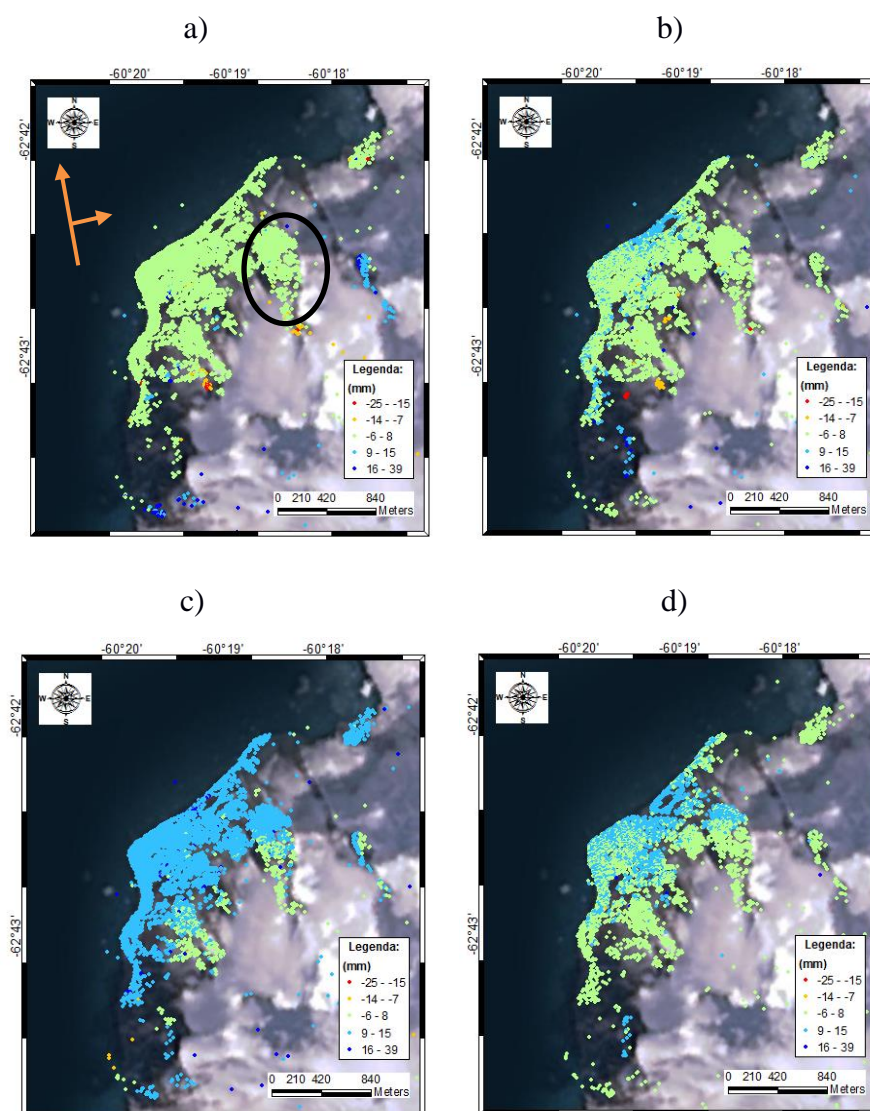 a)
b)
-60°20' -60°19' -60°18'
-60°20' -60°19' -60°18'
N
W E
S
N
W E
S
-62°42'
-62°42'
-62°43'
-62°43'
Legenda:
(mm)
-25 - -15
-14 - -7
-6 - 8
9 - 15
16 - 39
Legenda:
(mm)
-25 - -15
-14 - -7
-6 - 8
9 - 15
16 - 39
0 210 420 840
Meters
0 210 420 840
Meters
c)
d)
-60°20' -60°19' -60°18'
-60°20' -60°19' -60°18'
N
W E
S
N
W E
S
-62°42'
-62°42'
-62°43'
-62°43'
Legenda:
(mm)
-25 - -15
-14 - -7
-6 - 8
9 - 15
16 - 39
Legenda:
(mm)
-25 - -15
-14 - -7
-6 - 8
9 - 15
16 - 39
0 210 420 840
Meters
0 210 420 840
Meters